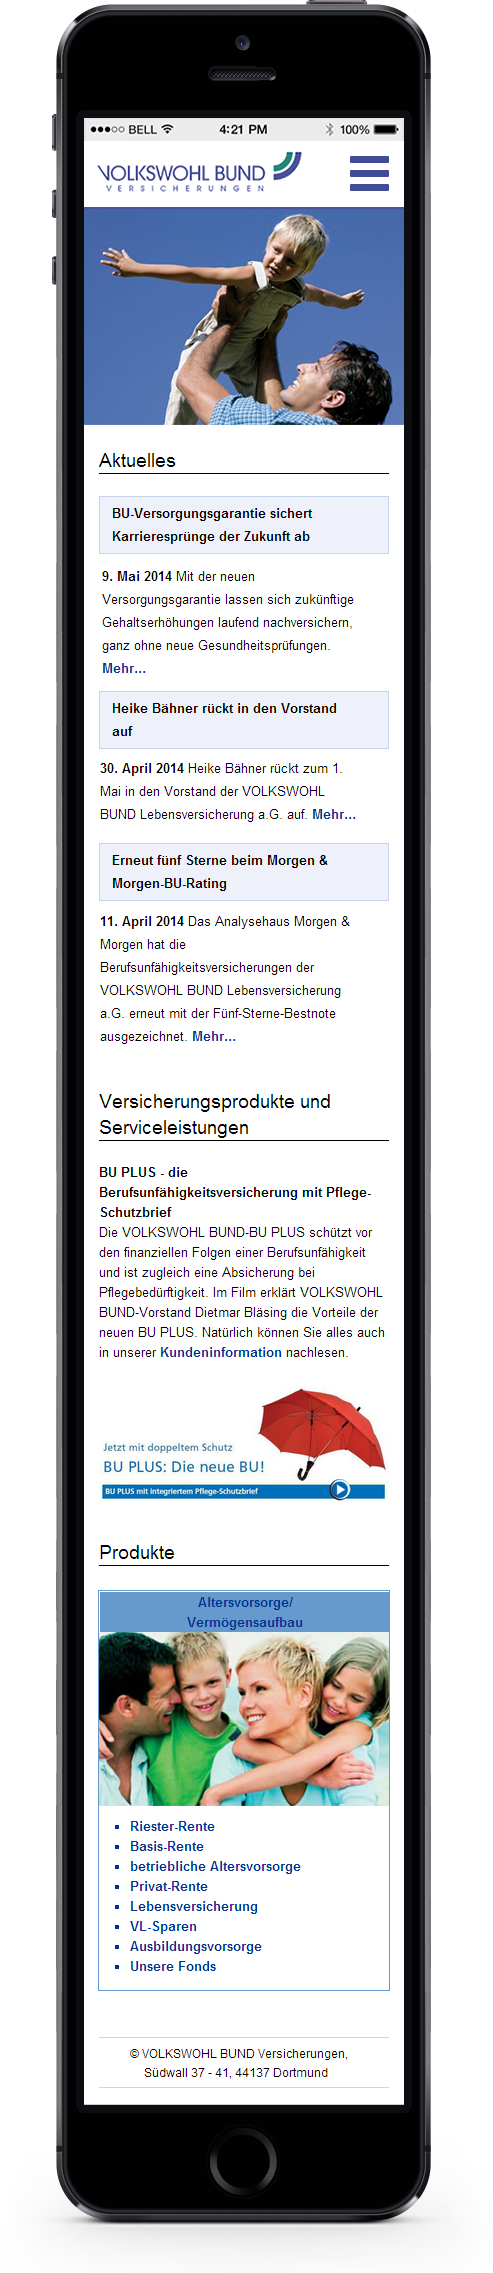 BELL 4:21 PM 100%
VOLKSWOHL BUND
VERSICHERUNGEN
Aktuelles
BU-Versorgungsgarantie sichert
Karrieresprünge der Zukunft ab
9. Mai 2014 Mit der neuen
Versorgungsgarantie lassen sich zukünftige
Gehaltserhöhungen laufend nachversichern,
ganz ohne neue Gesundheitsprüfungen.
Mehr...
Heike Bähner rückt in den Vorstand
auf
30. April 2014 Heike Bähner rückt zum 1.
Mai in den Vorstand der VOLKSWOHL
BUND Lebensversicherung a.G. auf. Mehr...
Erneut fünf Sterne beim Morgen &
Morgen-BU-Rating
11. April 2014 Das Analysehaus Morgen &
Morgen hat die
Berufsunfähigkeitsversicherungen der
VOLKSWOHL BUND Lebensversicherung
a.G. erneut mit der Fünf-Sterne-Bestnote
ausgezeichnet. Mehr...
Versicherungsprodukte und
Serviceleistungen
BU PLUS - die
Berufsunfähigkeitsversicherung mit Pflege-
Schutzbrief
Die VOLKSWOHL BUND-BU PLUS schützt vor
den finanziellen Folgen einer Berufsunfähigkeit
und ist zugleich eine Absicherung bei
Pflegebedürftigkeit. Im Film erklärt VOLKSWOHL
BUND-Vorstand Dietmar Bläsing die Vorteile der
neuen BU PLUS. Natürlich können Sie alles auch
in unserer Kundeninformation nachlesen.
Jetzt mit doppeltem Schutz
BU PLUS: Die neue BU!
BU PLUS mit integriertem Pflege-Schutzbrief
Produkte
Altersvorsorge/
Vermögensaufbau
Riester-Rente
Basis-Rente
betriebliche Altersvorsorge
Privat-Rente
Lebensversicherung
VL-Sparen
Ausbildungsvorsorge
Unsere Fonds
© VOLKSWOHL BUND Versicherungen,
Südwall 37 - 41, 44137 Dortmund